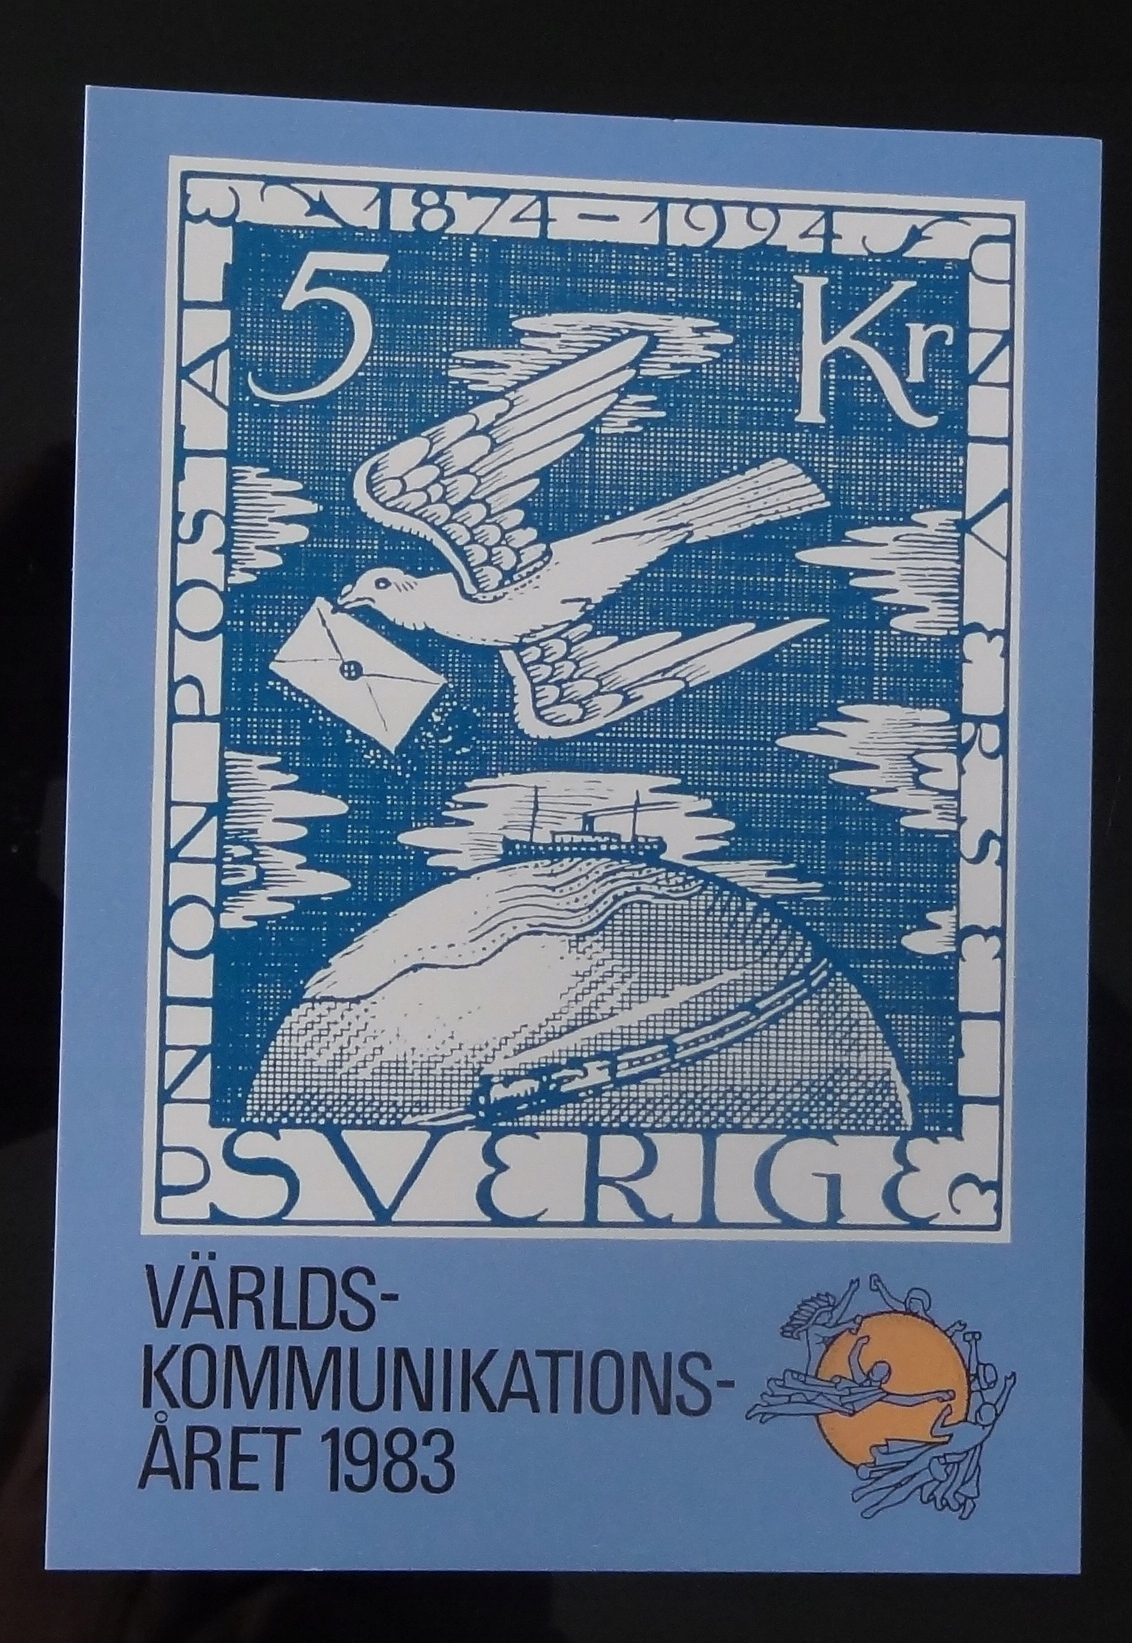 1874-1924
5 Kr
UNION POSTALE
UNIVERSELLE
SVERIGE
VÄRLDS-
KOMMUNIKATIONS-
ÅRET 1983